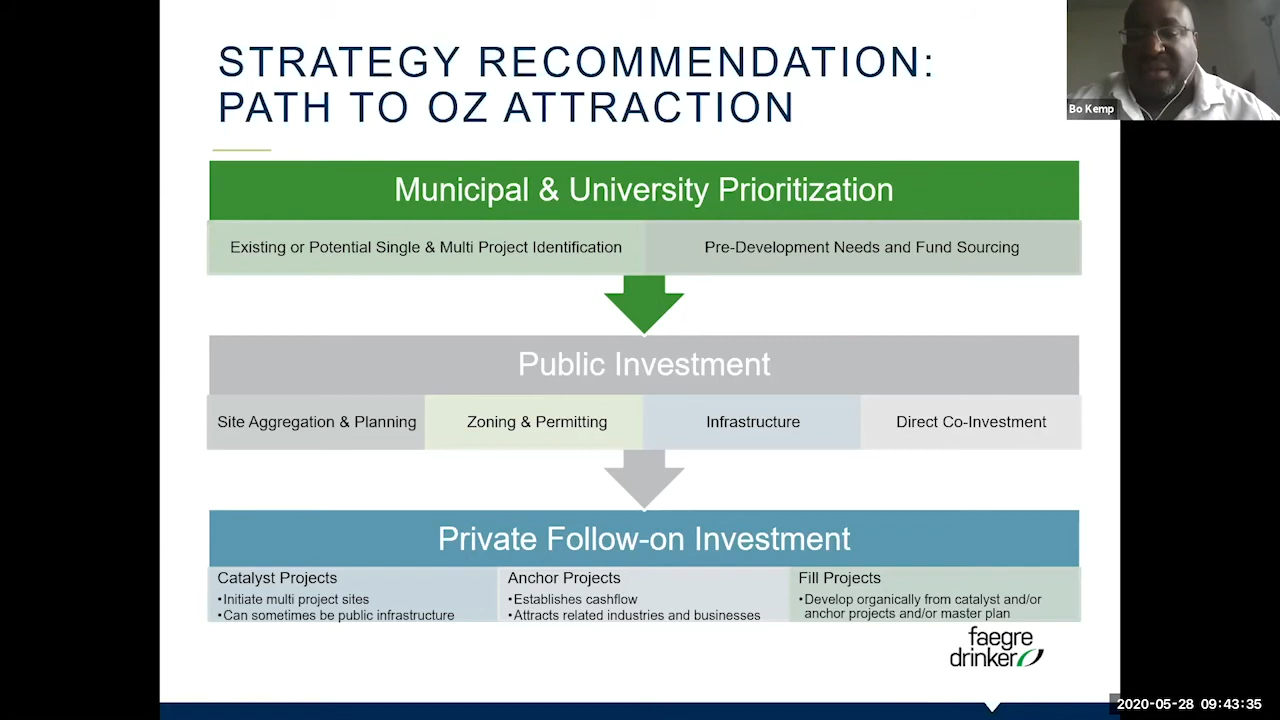 STRATEGY RECOMMENDATION:
PATH TO OZ ATTRACTION
Bo Kemp
Municipal & University Prioritization
Existing or Potential Single & Multi Project Identification
Pre-Development Needs and Fund Sourcing
Public Investment
Site Aggregation & Planning
Zoning & Permitting
Infrastructure
Direct Co-Investment
Private Follow-on Investment
Catalyst Projects
•Initiate multi project sites
•Can sometimes be public infrastructure
Anchor Projects
•Establishes cashflow
•Attracts related industries and businesses
Fill Projects
•Develop organically from catalyst and/or
anchor projects and/or master plan
faegre
drinker
2020-05-28 09:43:35